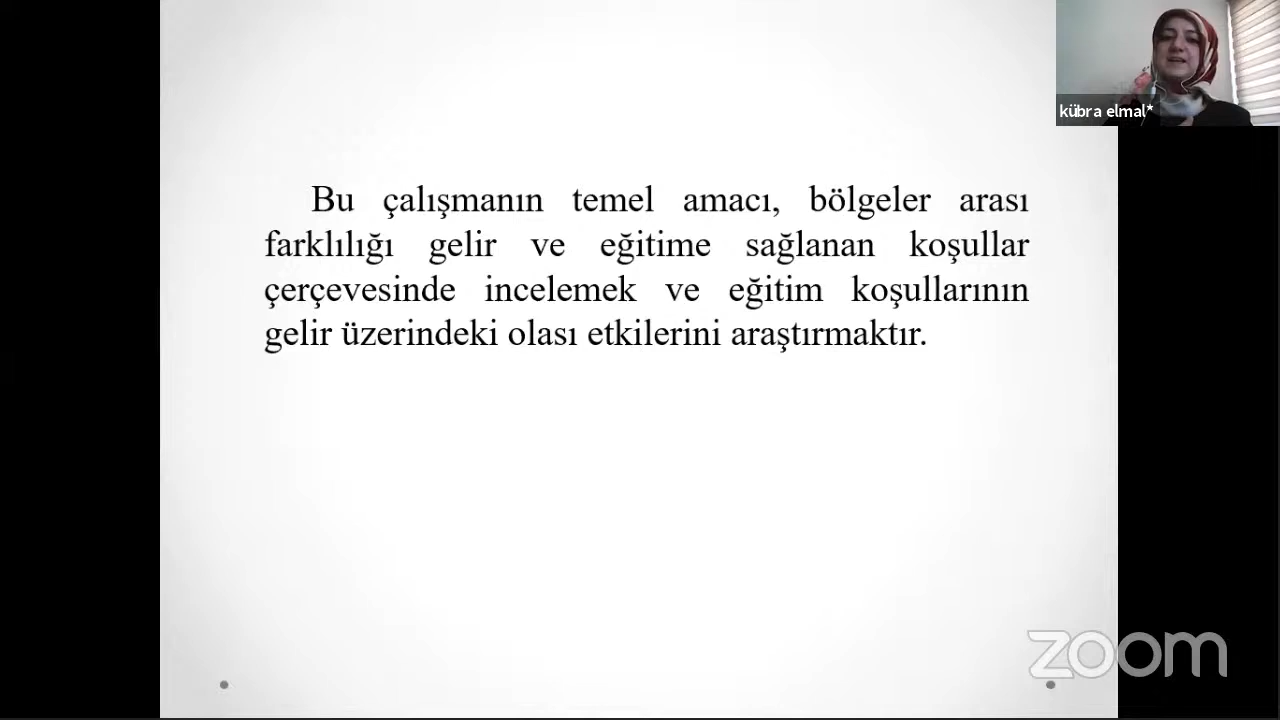 kübra elmal*
Bu çalışmanın temel amacı, bölgeler arası
farklılığı gelir ve eğitime sağlanan koşullar
çerçevesinde incelemek ve eğitim koşullarının
gelir üzerindeki olası etkilerini araştırmaktır.
zoom